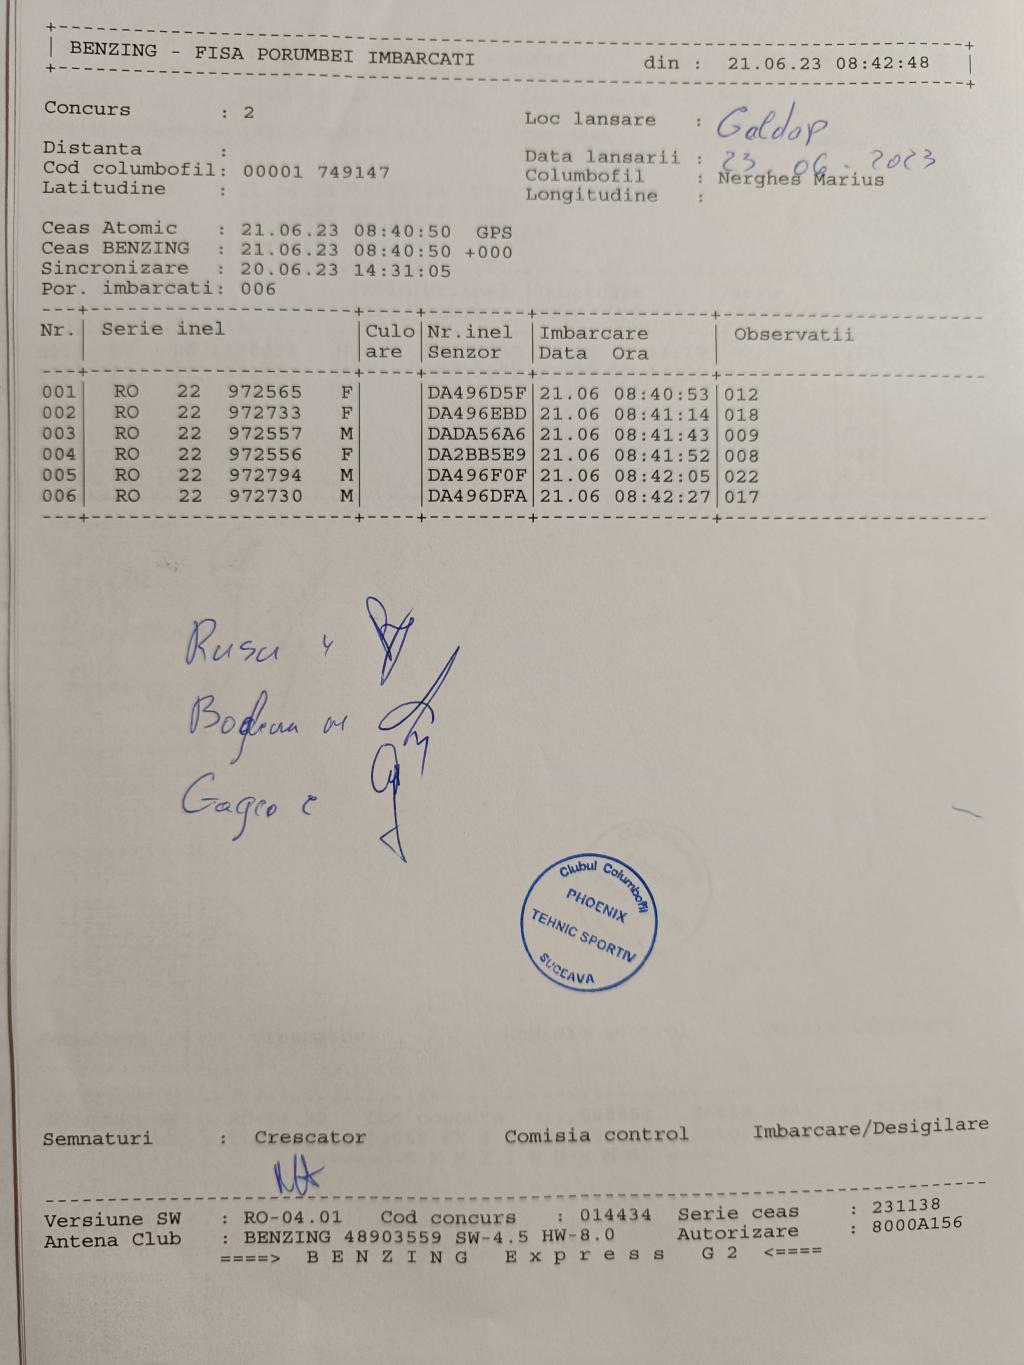 BENZING - FISA PORUMBEI IMBARCATI din : 21.06.23 08:42:48
Concurs : 2
Loc lansare : Goldap
Distanta :
Data lansarii : 23.06.2023
Cod columbofil: 00001 749147
Columbofil : Nerghes Marius
Latitudine :
Longitudine :
Ceas Atomic : 21.06.23 08:40:50 GPS
Ceas BENZING : 21.06.23 08:40:50 +000
Sincronizare : 20.06.23 14:31:05
Por. imbarcati: 006
Nr. Serie inel Culo Nr.inel Imbarcare Observatii
are Senzor Data Ora
001 RO 22 972565 F DA496D5F 21.06 08:40:53 012
002 RO 22 972733 F DA496EBD 21.06 08:41:14 018
003 RO 22 972557 M DADA56A6 21.06 08:41:43 009
004 RO 22 972556 F DA2BB5E9 21.06 08:41:52 008
005 RO 22 972794 M DA496F0F 21.06 08:42:05 022
006 RO 22 972730 M DA496DFA 21.06 08:42:27 017
Rusu
Clubul Columbofil
PHOENIX
TEHNIC SPORTIV
SUCEAVA
Semnaturi : Crescator Comisia control Imbarcare/Desigilare
Versiune SW : RO-04.01 Cod concurs : 014434 Serie ceas : 231138
Antena Club : BENZING 48903559 SW-4.5 HW-8.0 Autorizare : 8000A156
====> B E N Z I N G E x p r e s s G 2 <====